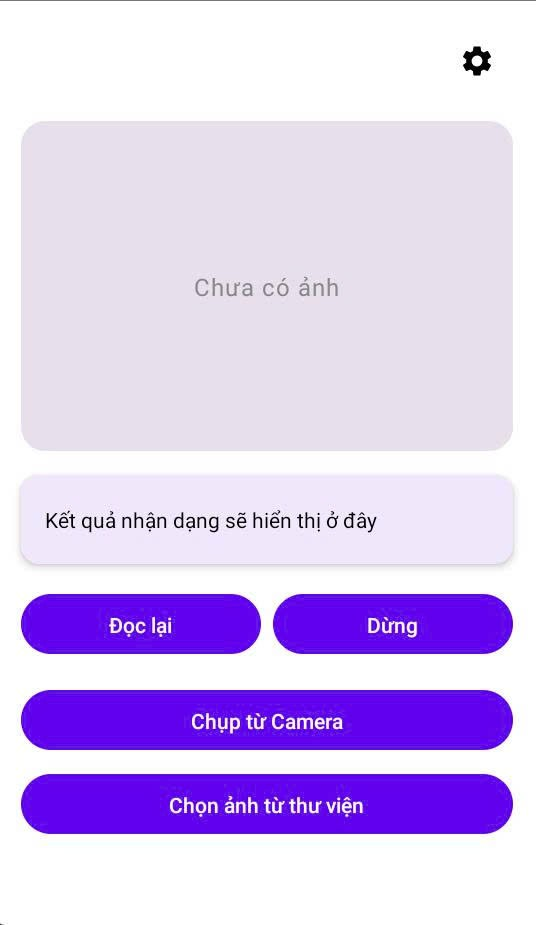 Chưa có ảnh
Kết quả nhận dạng sẽ hiển thị ở đây
Đọc lại
Dừng
Chụp từ Camera
Chọn ảnh từ thư viện